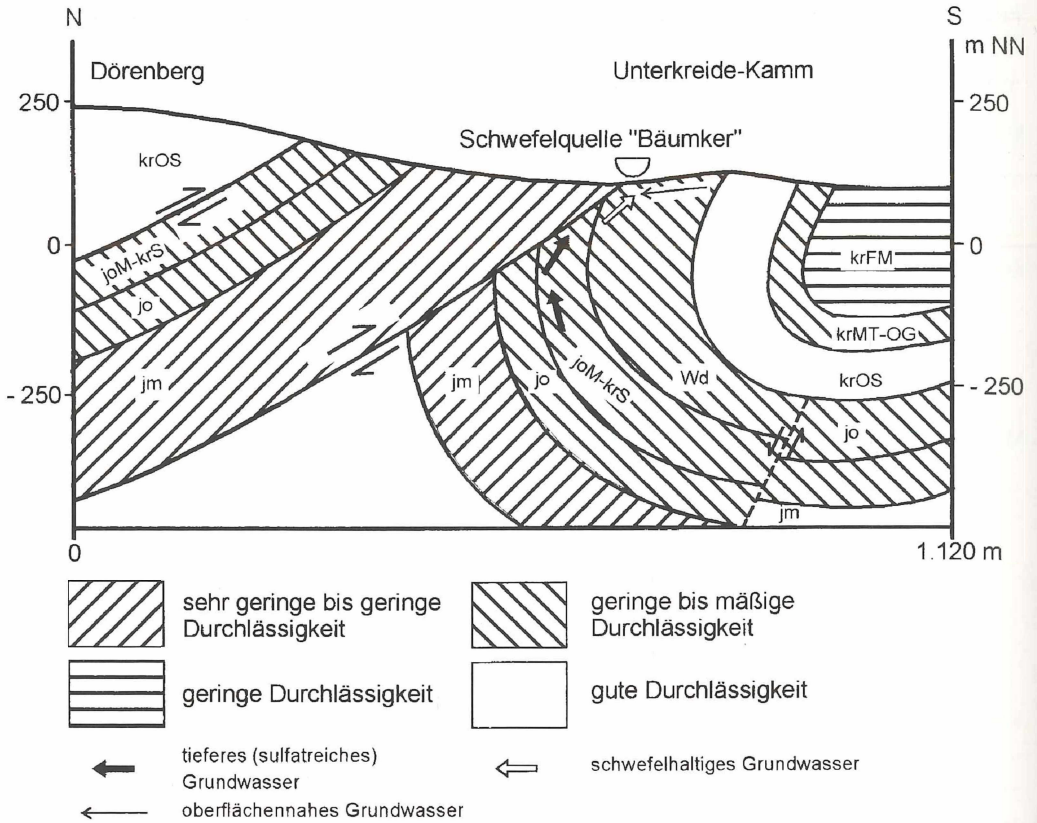 N
S
m NN
Dörenberg
Unterkreide-Kamm
250
250
Schwefelquelle "Bäumker"
krOS
0
0
joM-krS
krFM
jo
krMT-OG
jm
jm
jo
joM-krS
Wd
krOS
- 250
- 250
jo
jm
0
1.120 m
sehr geringe bis geringe
Durchlässigkeit
geringe bis mäßige
Durchlässigkeit
geringe Durchlässigkeit
gute Durchlässigkeit
tieferes (sulfatreiches)
Grundwasser
schwefelhaltiges Grundwasser
oberflächennahes Grundwasser